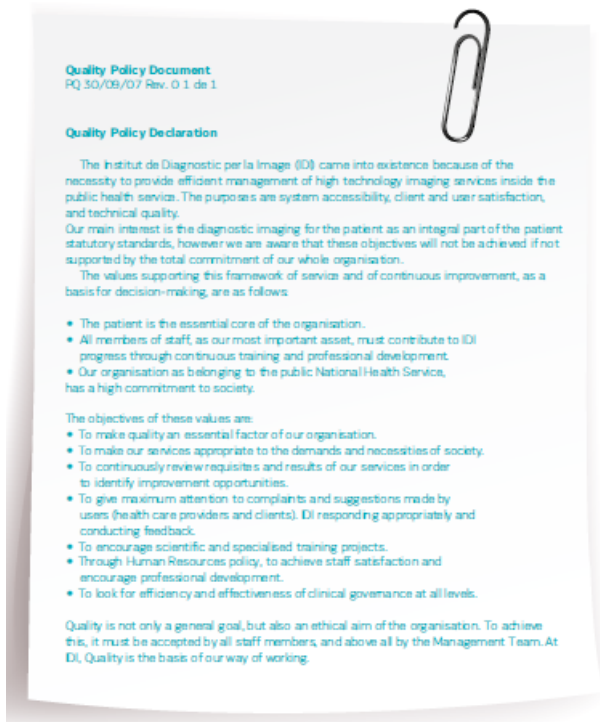 Quality Policy Document
PQ 30/09/07 Rev. 0 1 de 1
Quality Policy Declaration
The Institut de Diagnostic per la Image (IDI) came into existence because of the
necessity to provide efficient management of high technology imaging services inside the
public health service. The purposes are system accessibility, client and user satisfaction,
and technical quality.
Our main interest is the diagnostic imaging for the patient as an integral part of the patient
statutory standards, however we are aware that these objectives will not be achieved if not
supported by the total commitment of our whole organisation.
The values supporting this framework of service and of continuous improvement, as a
basis for decision-making, are as follows:
• The patient is the essential core of the organisation.
• All members of staff, as our most important asset, must contribute to IDI
progress through continuous training and professional development.
• Our organisation as belonging to the public National Health Service,
has a high commitment to society.
The objectives of these values are:
• To make quality an essential factor of our organisation.
• To make our services appropriate to the demands and necessities of society.
• To continuously review requisites and results of our services in order
to identify improvement opportunities.
• To give maximum attention to complaints and suggestions made by
users (health care providers and clients). IDI responding appropriately and
conducting feedback.
• To encourage scientific and specialised training projects.
• Through Human Resources policy, to achieve staff satisfaction and
encourage professional development.
• To look for efficiency and effectiveness of clinical governance at all levels.
Quality is not only a general goal, but also an ethical aim of the organisation. To achieve
this, it must be accepted by all staff members, and above all by the Management Team. At
IDI, Quality is the basis of our way of working.